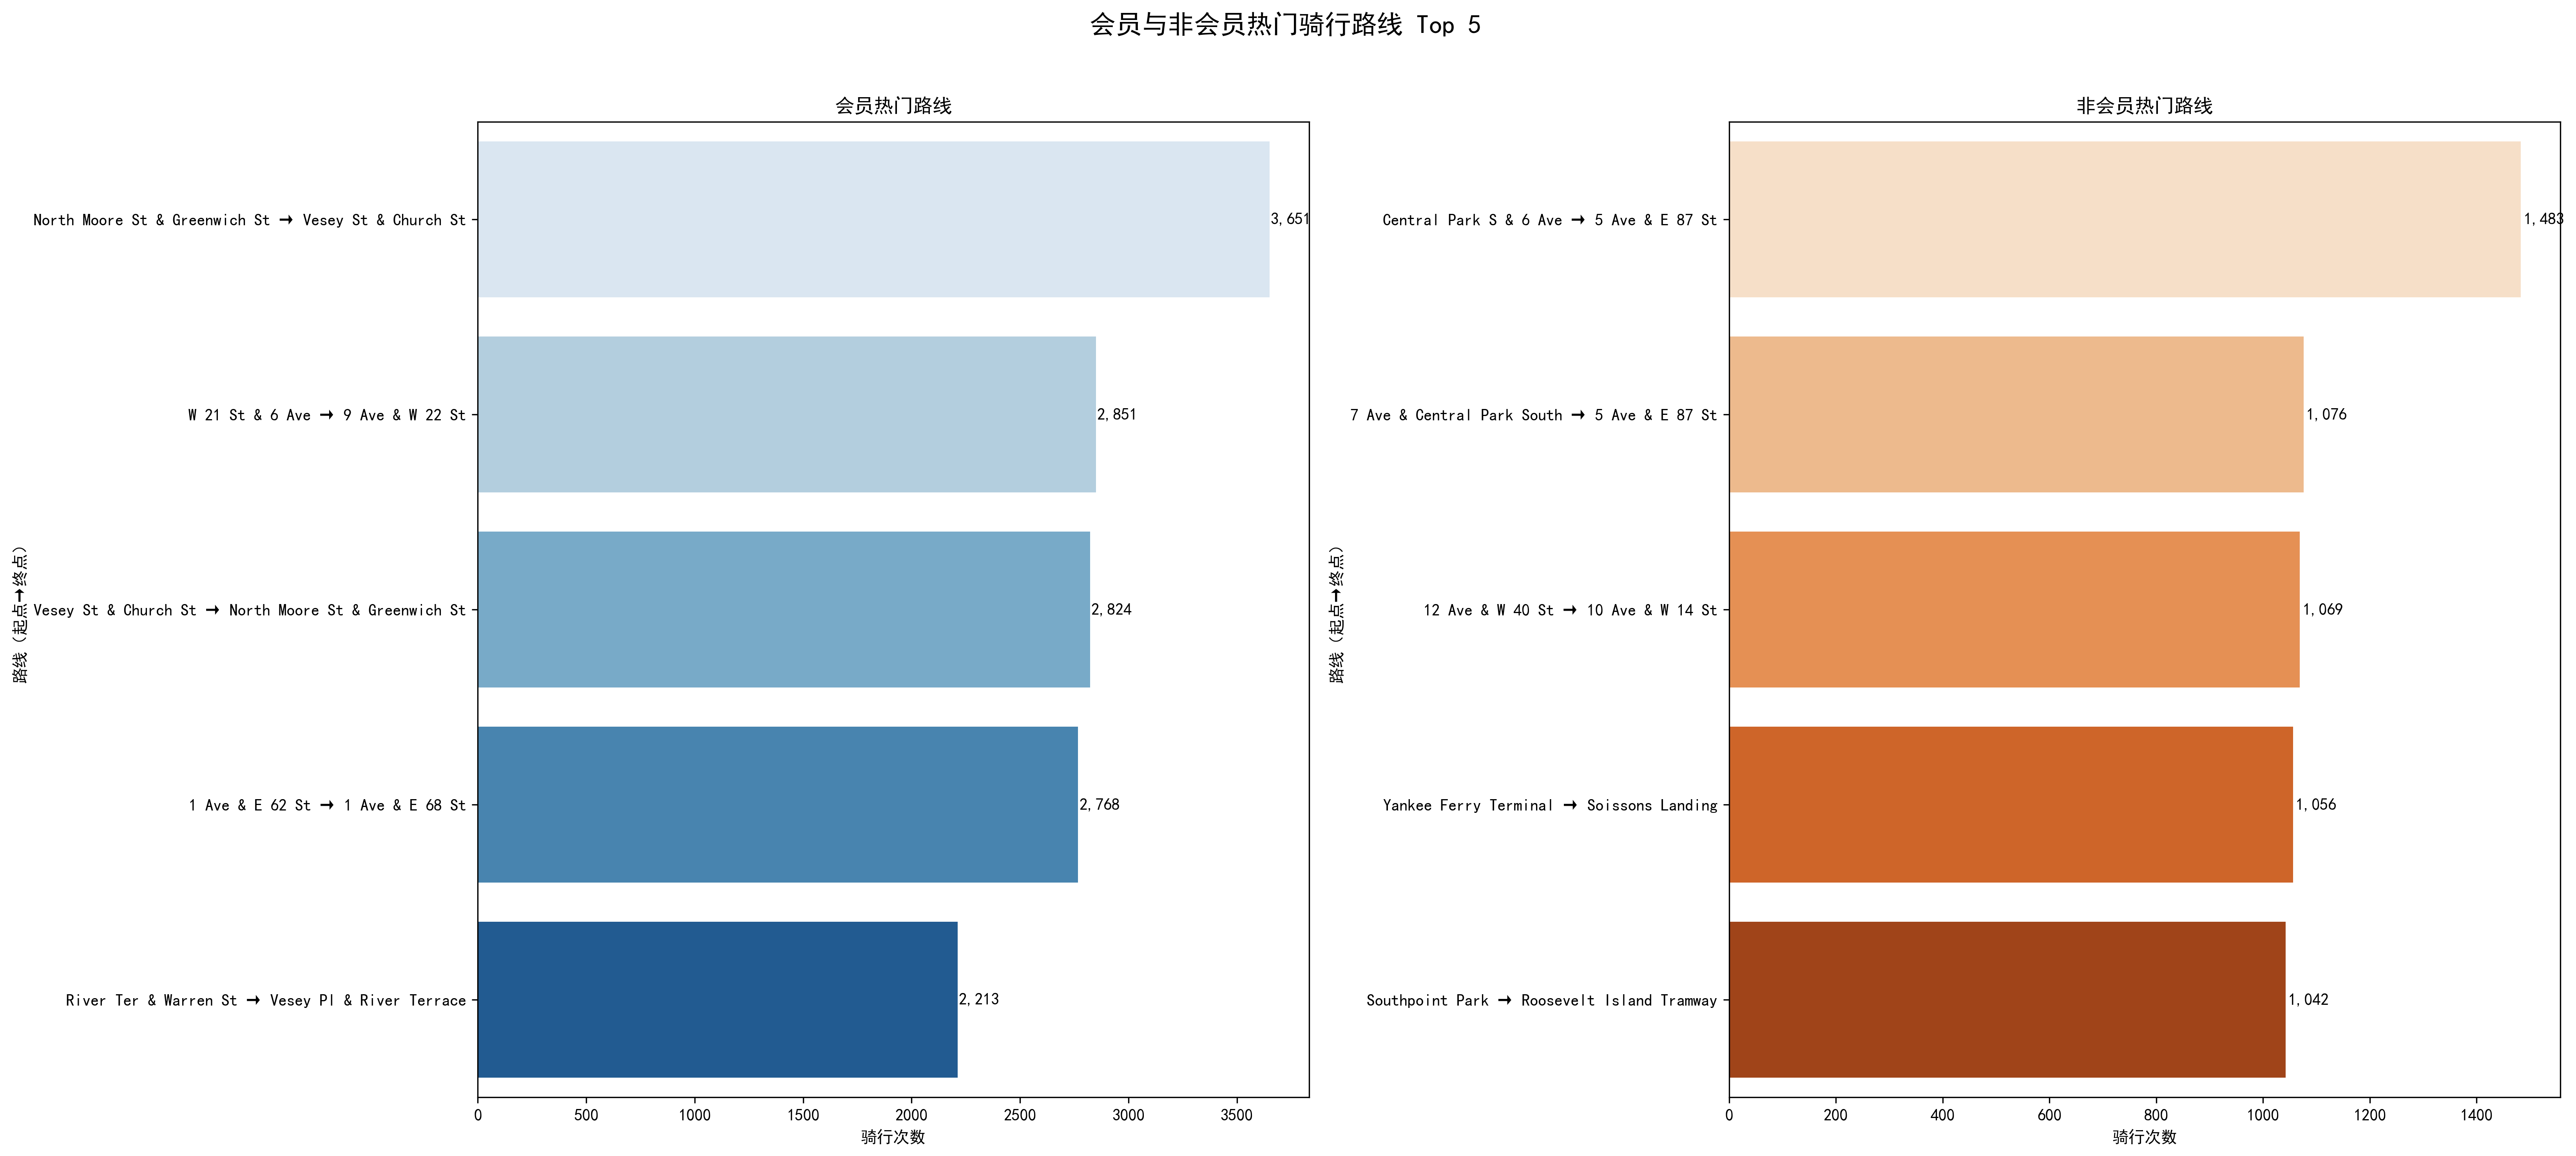 会员与非会员热门骑行路线 Top 5
会员热门路线
路线（起点→终点）
North Moore St & Greenwich St → Vesey St & Church St
3,651
W 21 St & 6 Ave → 9 Ave & W 22 St
2,851
Vesey St & Church St → North Moore St & Greenwich St
2,824
1 Ave & E 62 St → 1 Ave & E 68 St
2,768
River Ter & Warren St → Vesey Pl & River Terrace
2,213
0 500 1000 1500 2000 2500 3000 3500
骑行次数
非会员热门路线
路线（起点→终点）
Central Park S & 6 Ave → 5 Ave & E 87 St
1,483
7 Ave & Central Park South → 5 Ave & E 87 St
1,076
12 Ave & W 40 St → 10 Ave & W 14 St
1,069
Yankee Ferry Terminal → Soissons Landing
1,056
Southpoint Park → Roosevelt Island Tramway
1,042
0 200 400 600 800 1000 1200 1400
骑行次数